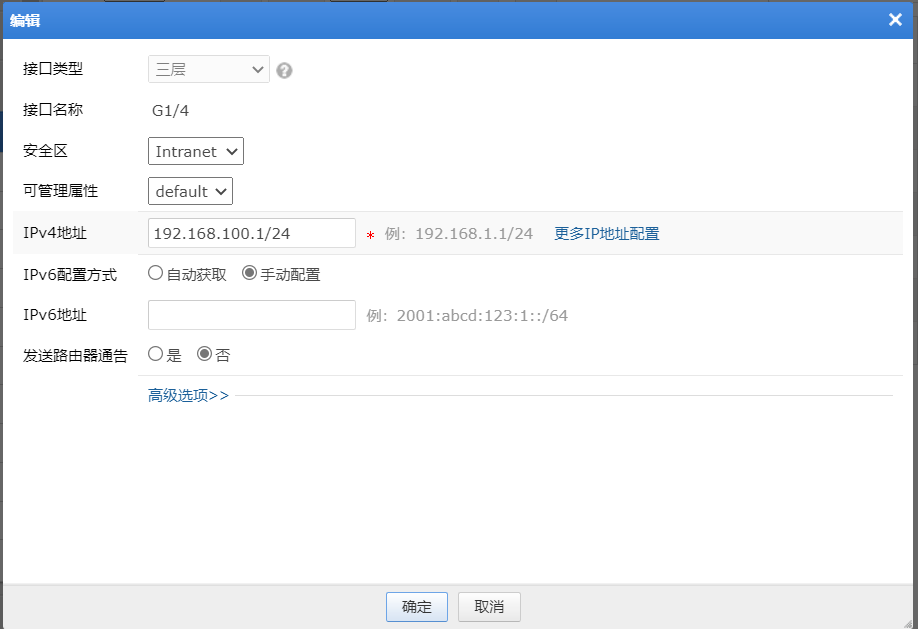 编辑
接口类型 三层
接口名称 G1/4
安全区 Intranet
可管理属性 default
IPv4地址 192.168.100.1/24 * 例：192.168.1.1/24 更多IP地址配置
IPv6配置方式 自动获取 手动配置
IPv6地址 例：2001:abcd:123:1::/64
发送路由器通告 是 否
高级选项>>
确定 取消